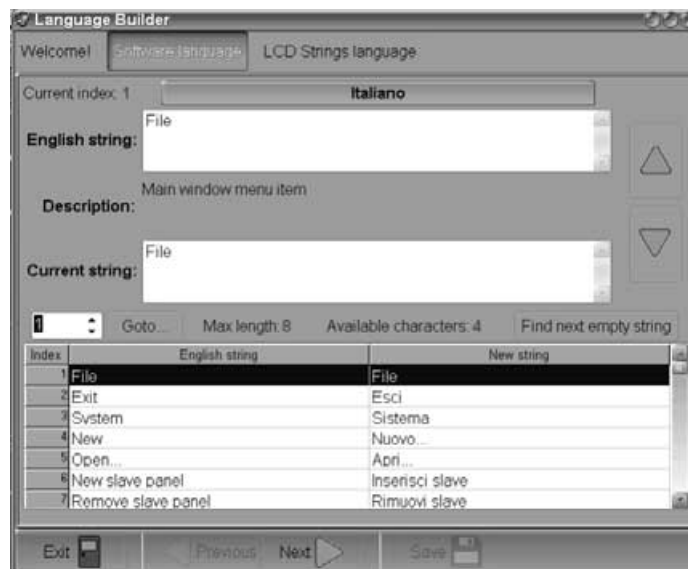 Language Builder
Welcome! Software language LCD Strings language
Current index: 1 Italiano
English string: File
Description: Main window menu item
Current string: File
1 Goto... Max length: 8 Available characters: 4 Find next empty string
Index English string New string
1 File File
2 Exit Esci
3 System Sistema
4 New Nuovo...
5 Open... Apri...
6 New slave panel Inserisci slave
7 Remove slave panel Rimuovi slave
Exit Previous Next Save